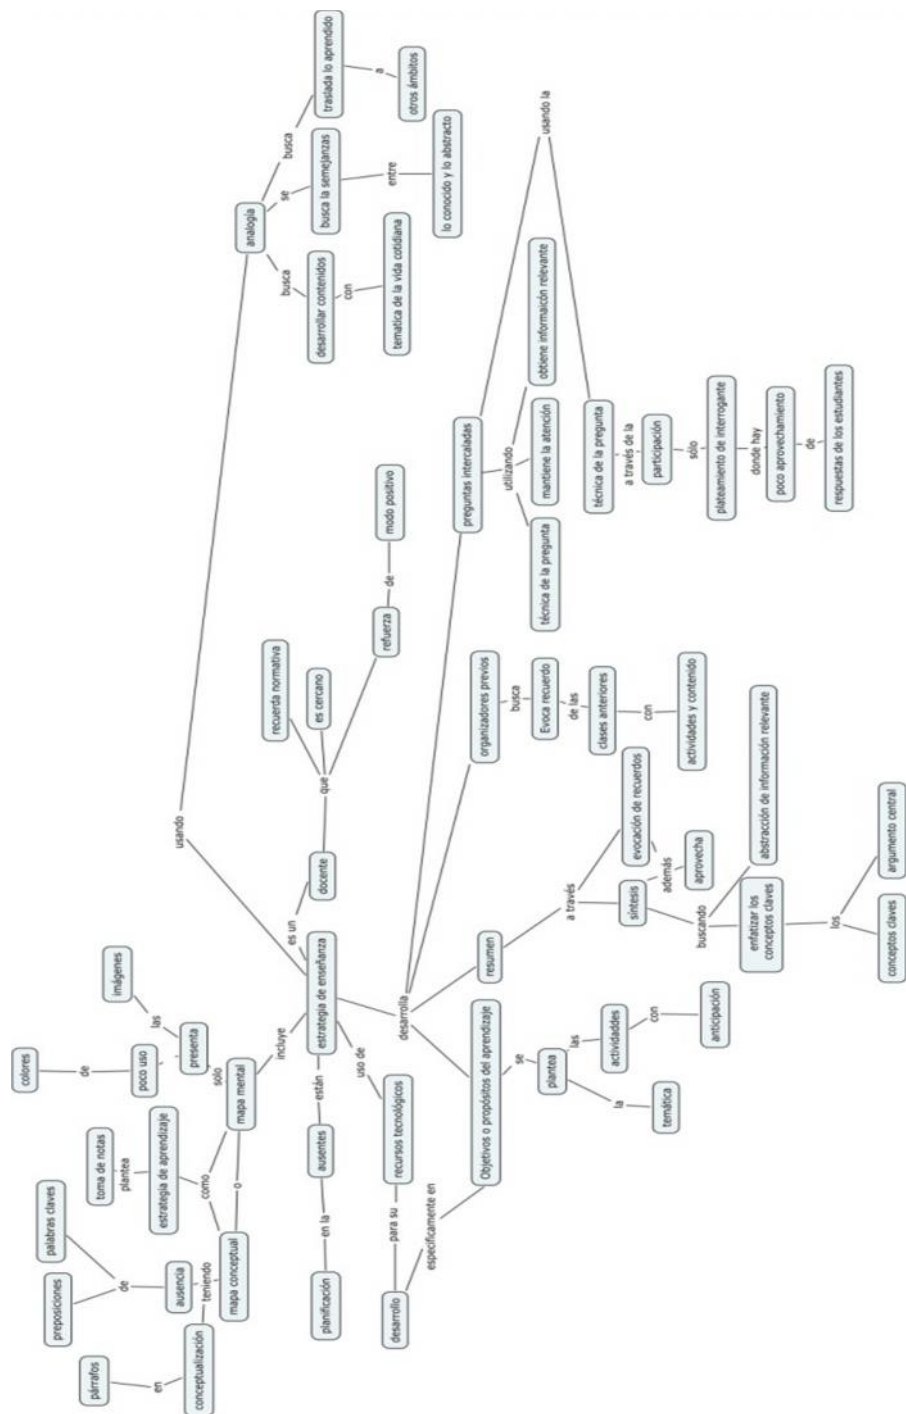 colores
imágenes
de
las
poco uso
presenta
sólo
mapa mental
incluye
toma de notas
plantea
estrategia de aprendizaje
como
o
palabras claves
preposiciones
de
ausencia
teniendo
mapa conceptual
párrafos
en
conceptualización
usando
analogía
busca
desarrollar contenidos
con
tematica de la vida cotidiana
se
busca la semejanzas
entre
lo conocido y lo abstracto
busca
traslada lo aprendido
a
otros ámbitos
estrategia de enseñanza
es un
docente
que
recuerda normativa
es cercano
refuerza
de
modo positivo
están
ausentes
en la
planificación
uso de
recursos tecnológicos
para su
desarrollo
especificamente en
desarrolla
Objetivos o propósitos del aprendizaje
se
plantea
la
temática
las
actividaddes
con
anticipación
resumen
a través
síntesis
evocación de recuerdos
además
aprovecha
buscando
enfatizar los
conceptos claves
abstracción de información relevante
los
conceptos claves
argumento central
organizadores previos
busca
Evoca recuerdo
de las
clases anteriores
con
actividades y contenido
preguntas intercaladas
utilizando
técnica de la pregunta
mantiene la atención
obtiene informaicón relevante
usando la
técnica de la pregunta
a través de la
participación
sólo
plateamiento de interrogante
donde hay
poco aprovechamiento
de
respuestas de los estudiantes